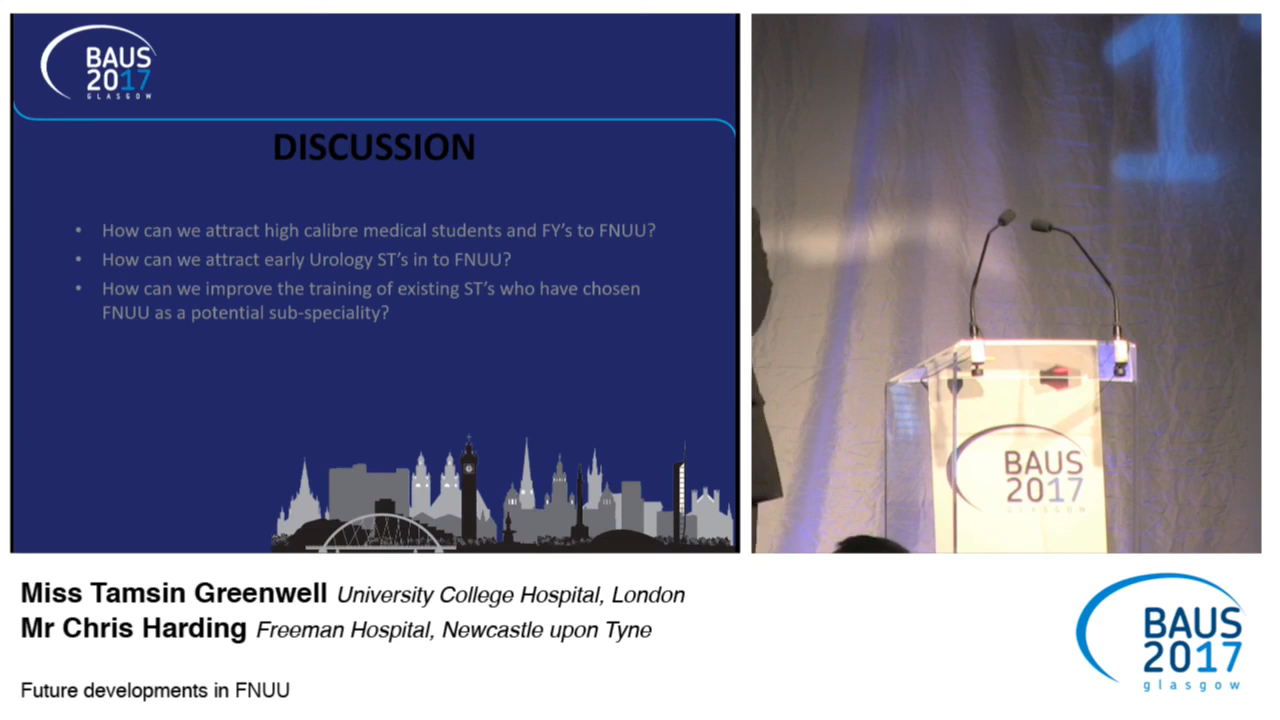 BAUS
2017
GLASGOW
DISCUSSION
• How can we attract high calibre medical students and FY's to FNUU?
• How can we attract early Urology ST's in to FNUU?
• How can we improve the training of existing ST's who have chosen
FNUU as a potential sub-speciality?
1
BAUS
2017
GLASGOW
Miss Tamsin Greenwell University College Hospital, London
Mr Chris Harding Freeman Hospital, Newcastle upon Tyne
Future developments in FNUU
BAUS
2017
glasgow